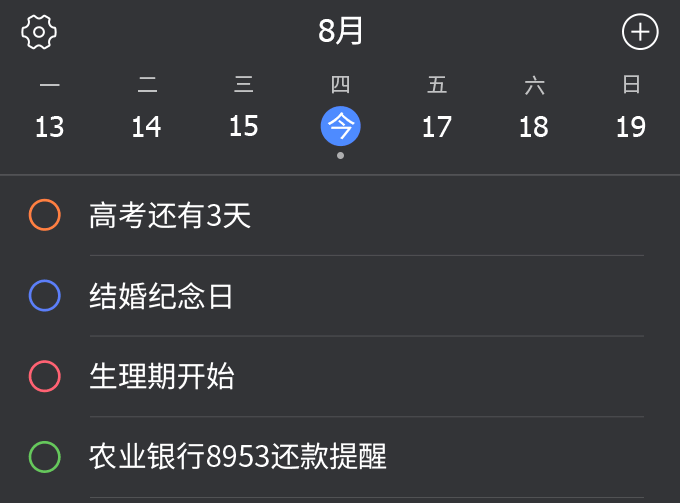 8月
一 二 三 四 五 六 日
13 14 15 今 17 18 19
高考还有3天
结婚纪念日
生理期开始
农业银行8953还款提醒